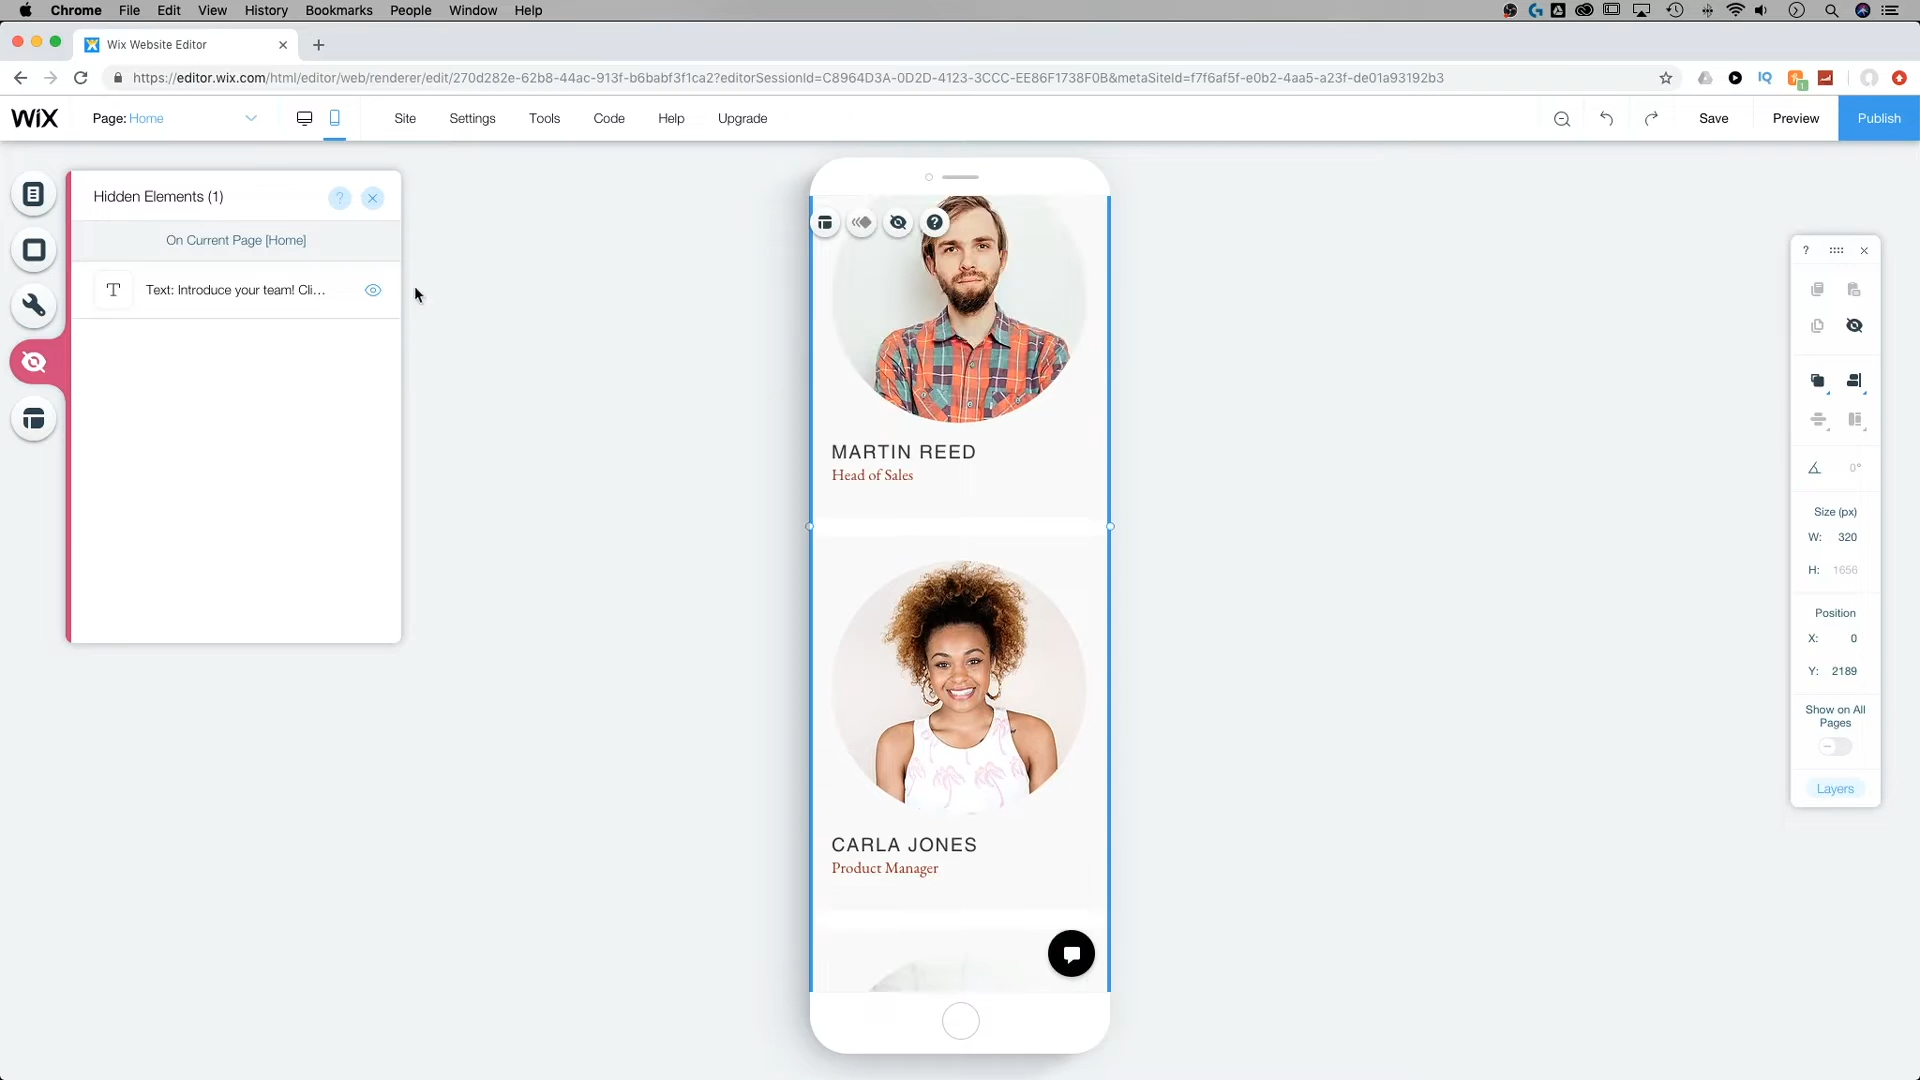 Chrome File Edit View History Bookmarks People Window Help
Wix Website Editor
https://editor.wix.com/html/editor/web/renderer/edit/270d282e-62b8-44ac-913f-b6babf3f1ca2?editorSessionId=C8964D3A-0D2D-4123-3CCC-EE86F1738F0B&metaSiteId=f7f6af5f-e0b2-4aa5-a23f-de01a93192b3
IQ
1
WiX Page: Home Site Settings Tools Code Help Upgrade Save Preview Publish
Hidden Elements (1) ?
On Current Page [Home]
T Text: Introduce your team! Cli...
?
MARTIN REED
Head of Sales
CARLA JONES
Product Manager
?
0°
Size (px)
W: 320
H: 1656
Position
X: 0
Y: 2189
Show on All
Pages
Layers